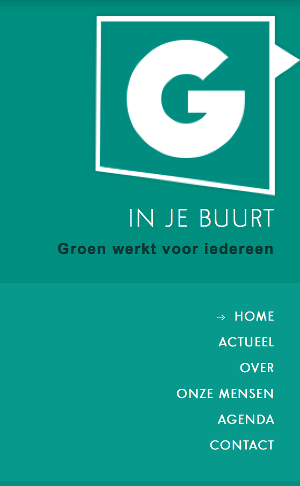 G
IN JE BUURT
Groen werkt voor iedereen
→ HOME
ACTUEEL
OVER
ONZE MENSEN
AGENDA
CONTACT